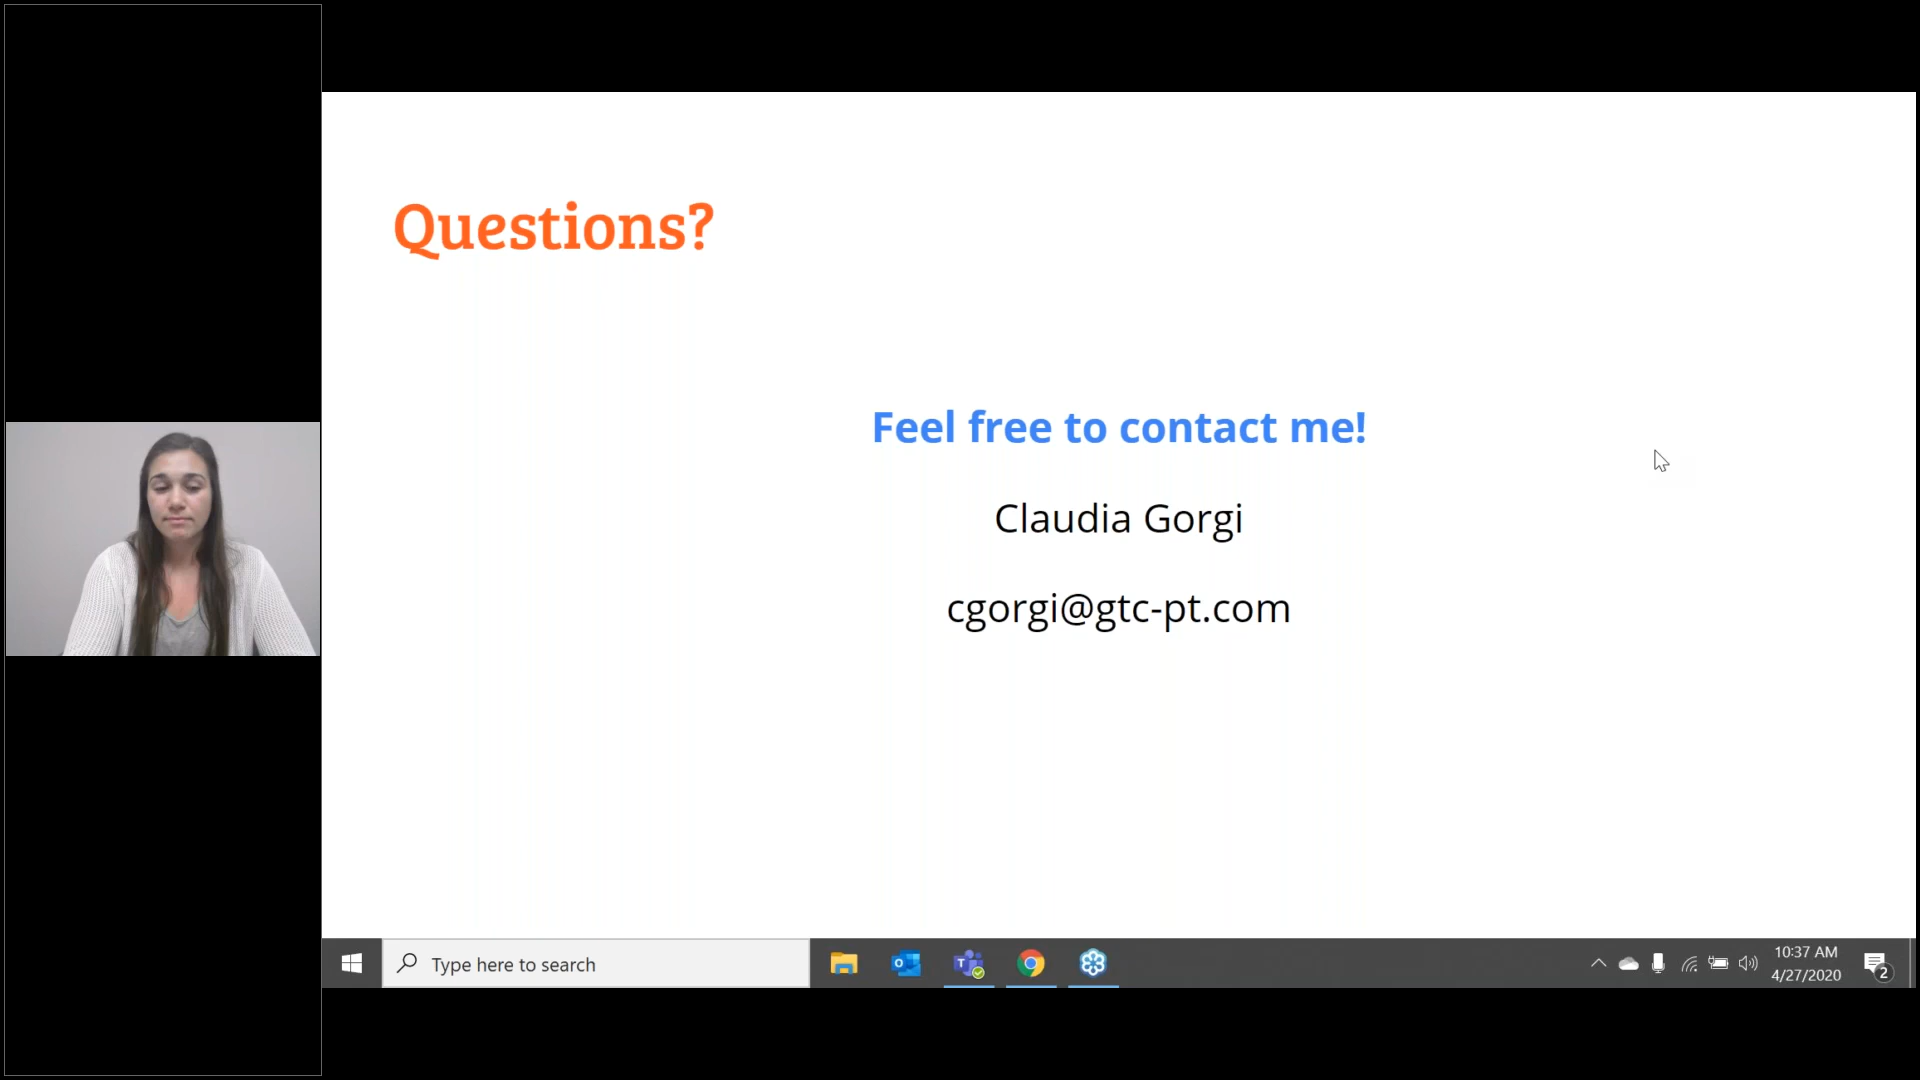 Questions?
Feel free to contact me!
Claudia Gorgi
cgorgi@gtc-pt.com
Type here to search
10:37 AM
4/27/2020
2